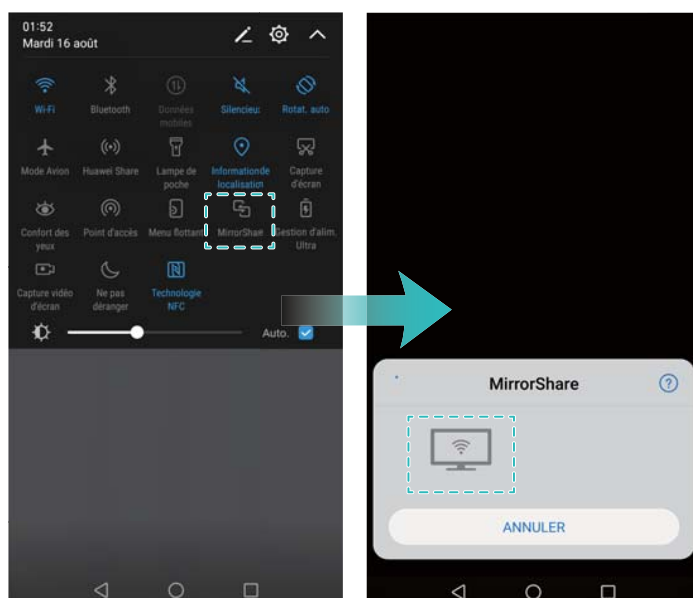 01:52
Mardi 16 août
Wi-Fi
Bluetooth
Données
mobiles
Silencieu:
Rotat. auto
Mode Avion
Huawei Share
Lampe de
poche
Informationde
localisation
Capture
d'écran
Confort des
yeux
Point d'accès
Menu flottant
MirrorShare
Gestion d'alim.
Ultra
Capture vidéo
d'écran
Ne pas
déranger
Technologie
NFC
Auto.
MirrorShare
ANNULER